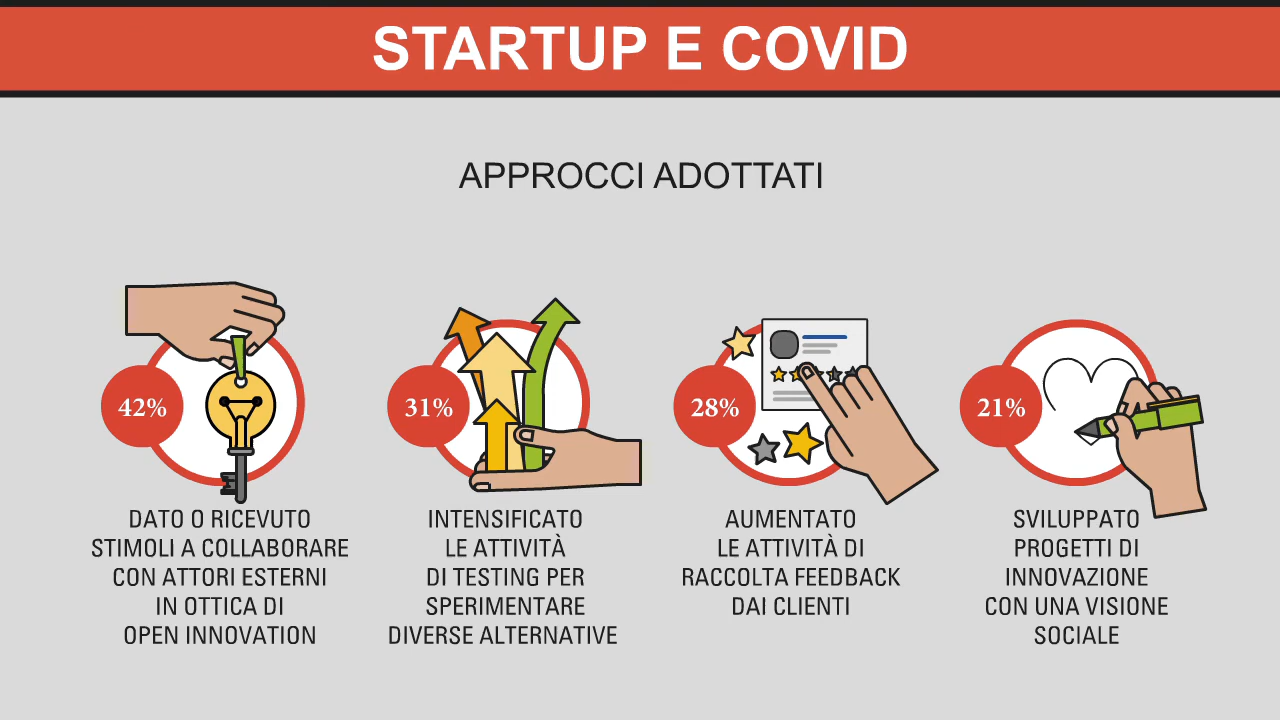 STARTUP E COVID
APPROCCI ADOTTATI
42%
DATO O RICEVUTO
STIMOLI A COLLABORARE
CON ATTORI ESTERNI
IN OTTICA DI
OPEN INNOVATION
31%
INTENSIFICATO
LE ATTIVITÀ
DI TESTING PER
SPERIMENTARE
DIVERSE ALTERNATIVE
28%
AUMENTATO
LE ATTIVITÀ DI
RACCOLTA FEEDBACK
DAI CLIENTI
21%
SVILUPPATO
PROGETTI DI
INNOVAZIONE
CON UNA VISIONE
SOCIALE